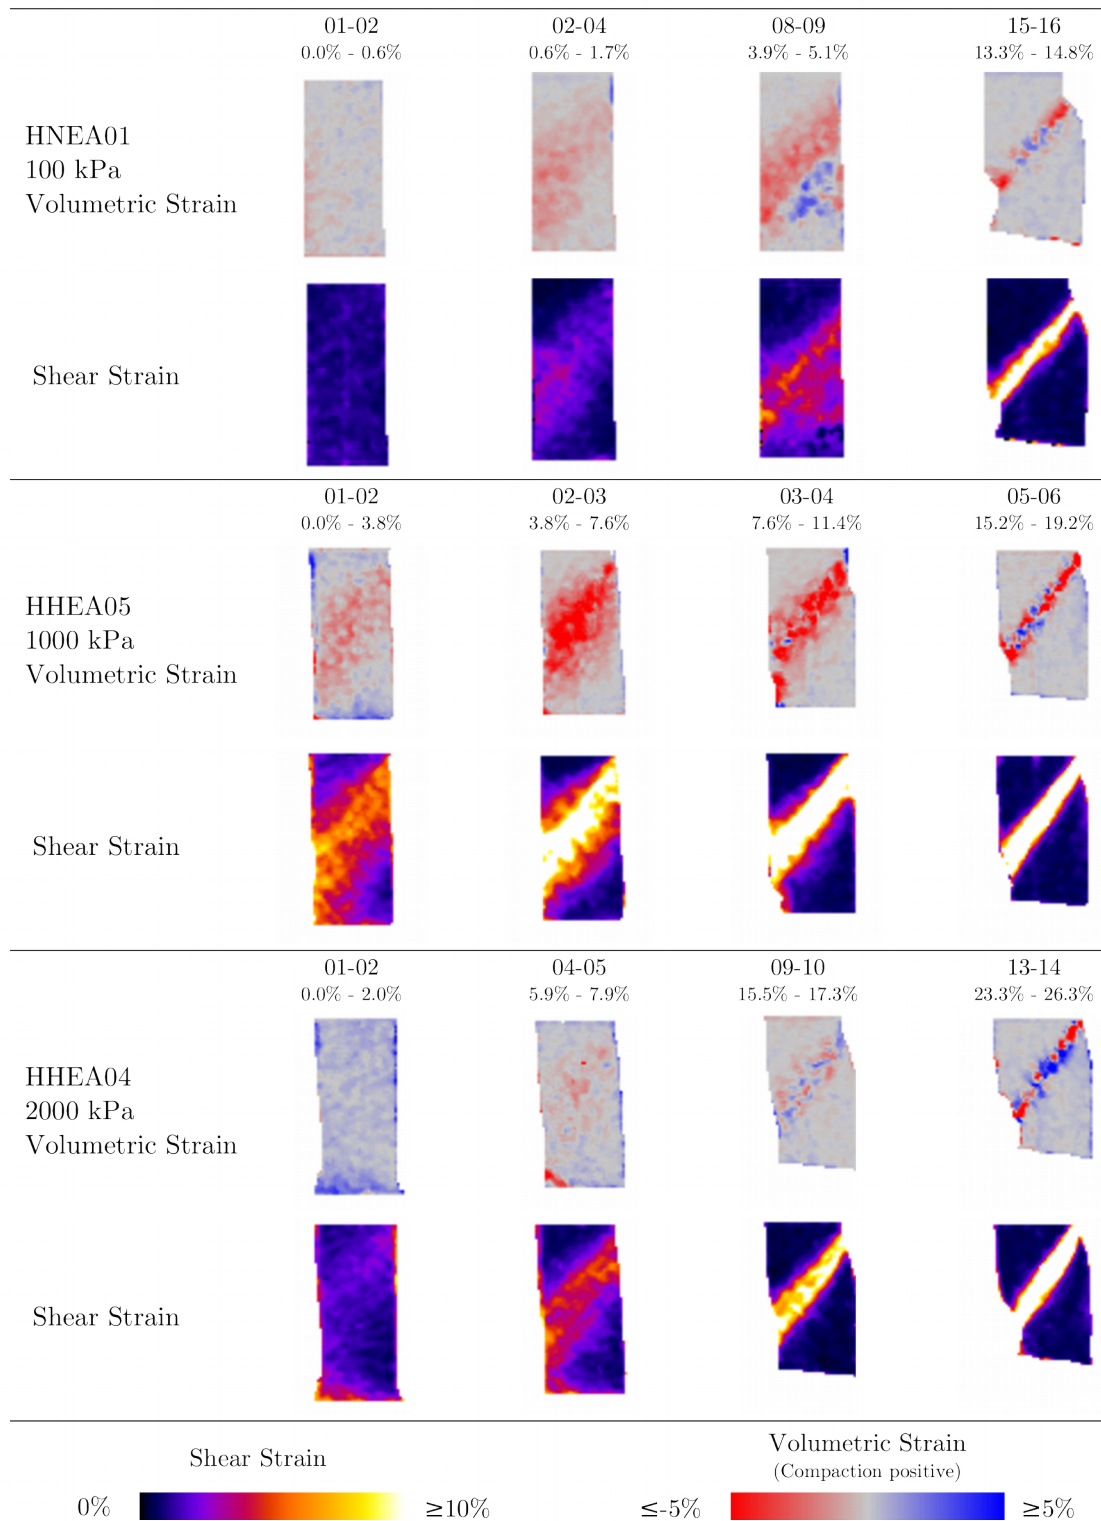 01-02 02-04 08-09 15-16
0.0% - 0.6% 0.6% - 1.7% 3.9% - 5.1% 13.3% - 14.8%
HNEA01
100 kPa
Volumetric Strain
Shear Strain
01-02 02-03 03-04 05-06
0.0% - 3.8% 3.8% - 7.6% 7.6% - 11.4% 15.2% - 19.2%
HHEA05
1000 kPa
Volumetric Strain
Shear Strain
01-02 04-05 09-10 13-14
0.0% - 2.0% 5.9% - 7.9% 15.5% - 17.3% 23.3% - 26.3%
HHEA04
2000 kPa
Volumetric Strain
Shear Strain
Shear Strain
0% ≥10%
Volumetric Strain
(Compaction positive)
≤-5% ≥5%